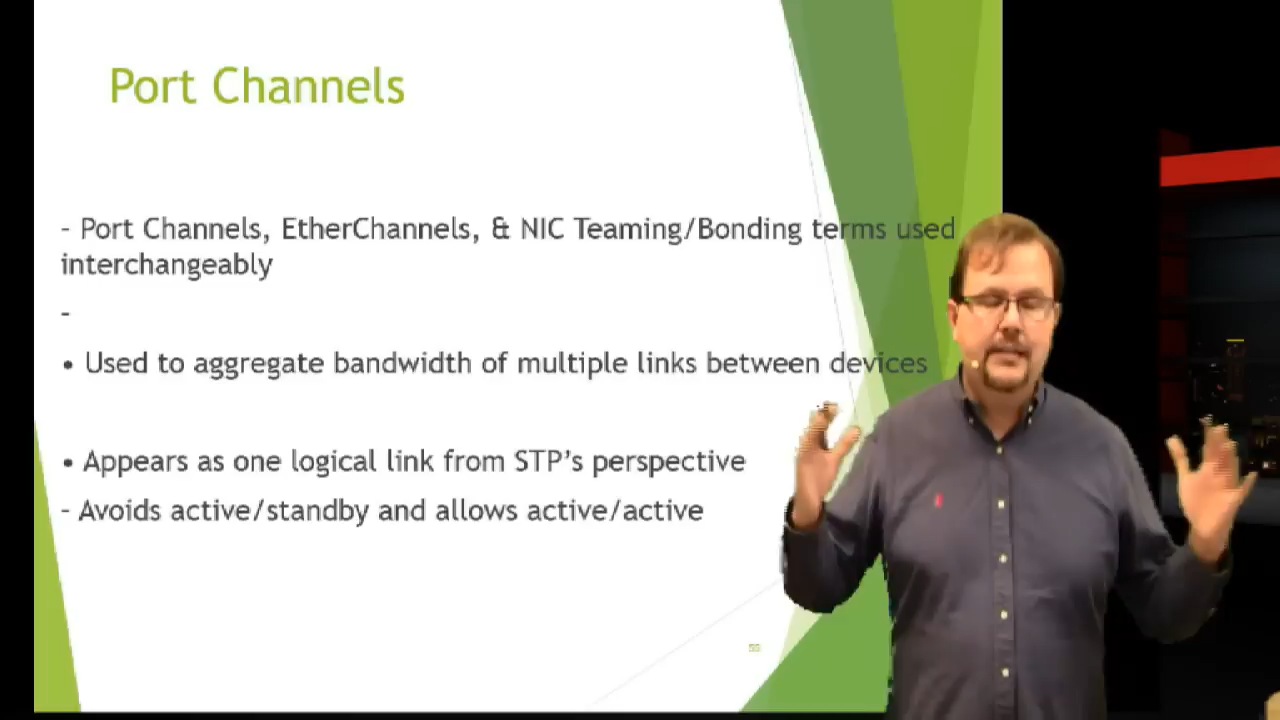 Port Channels
- Port Channels, EtherChannels, & NIC Teaming/Bonding terms used
interchangeably
-
• Used to aggregate bandwidth of multiple links between devices
• Appears as one logical link from STP's perspective
- Avoids active/standby and allows active/active
55